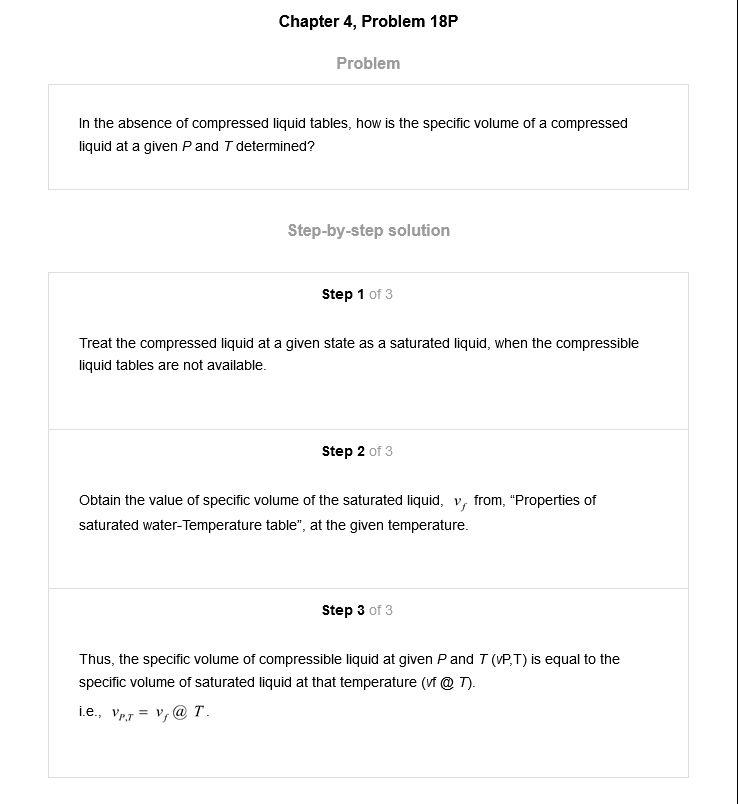 Chapter 4, Problem 18P
Problem
In the absence of compressed liquid tables, how is the specific volume of a compressed
liquid at a given P and T determined?
Step-by-step solution
Step 1 of 3
Treat the compressed liquid at a given state as a saturated liquid, when the compressible
liquid tables are not available.
Step 2 of 3
Obtain the value of specific volume of the saturated liquid, v_f from, “Properties of
saturated water-Temperature table”, at the given temperature.
Step 3 of 3
Thus, the specific volume of compressible liquid at given P and T (vP,T) is equal to the
specific volume of saturated liquid at that temperature (vf @ T).
i.e., v_{P,T} = v_f @ T.